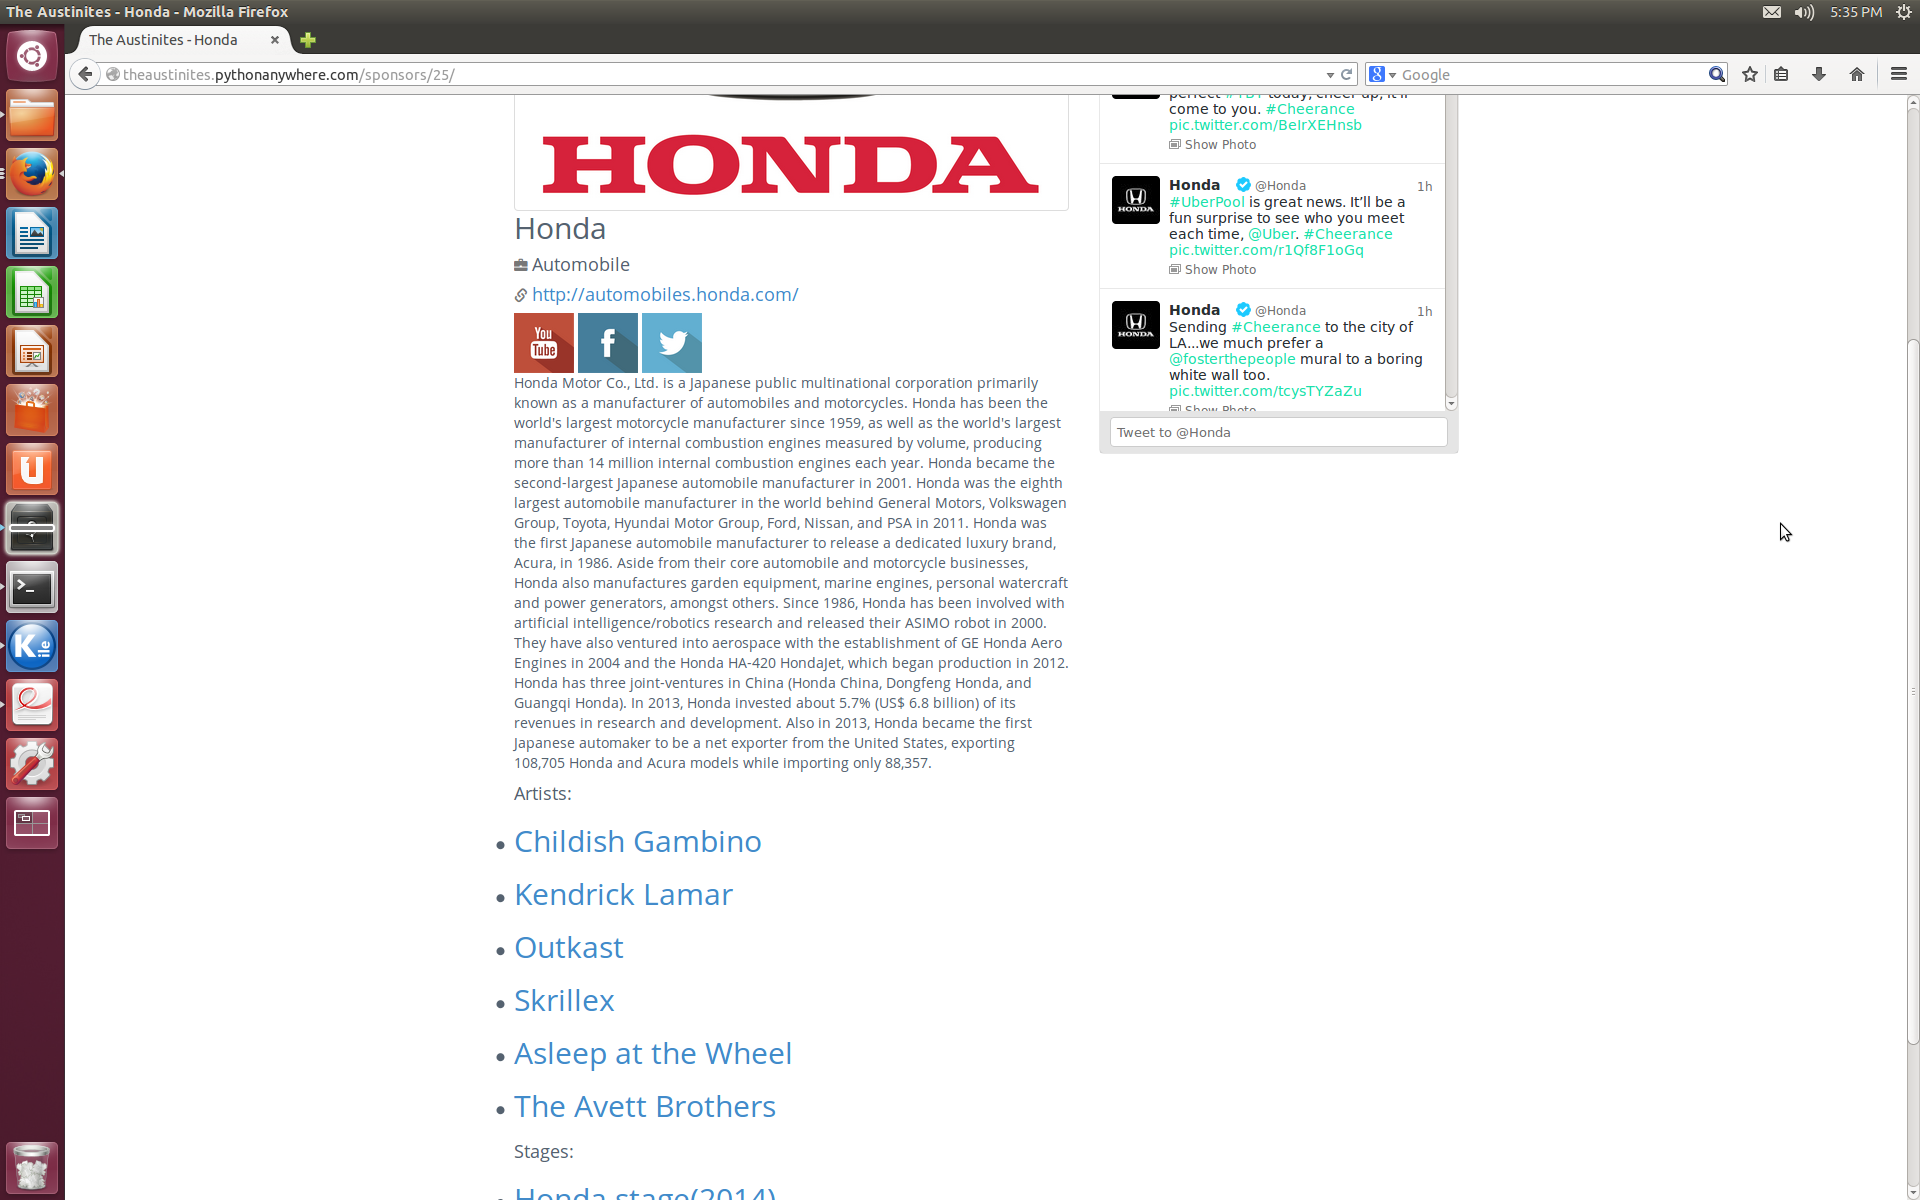 The Austinites - Honda - Mozilla Firefox
5:35 PM
The Austinites - Honda
theaustinites.pythonanywhere.com/sponsors/25/
Google
HONDA
Honda
Automobile
http://automobiles.honda.com/
You
Tube
Honda Motor Co., Ltd. is a Japanese public multinational corporation primarily
known as a manufacturer of automobiles and motorcycles. Honda has been the
world's largest motorcycle manufacturer since 1959, as well as the world's largest
manufacturer of internal combustion engines measured by volume, producing
more than 14 million internal combustion engines each year. Honda became the
second-largest Japanese automobile manufacturer in 2001. Honda was the eighth
largest automobile manufacturer in the world behind General Motors, Volkswagen
Group, Toyota, Hyundai Motor Group, Ford, Nissan, and PSA in 2011. Honda was
the first Japanese automobile manufacturer to release a dedicated luxury brand,
Acura, in 1986. Aside from their core automobile and motorcycle businesses,
Honda also manufactures garden equipment, marine engines, personal watercraft
and power generators, amongst others. Since 1986, Honda has been involved with
artificial intelligence/robotics research and released their ASIMO robot in 2000.
They have also ventured into aerospace with the establishment of GE Honda Aero
Engines in 2004 and the Honda HA-420 HondaJet, which began production in 2012.
Honda has three joint-ventures in China (Honda China, Dongfeng Honda, and
Guangqi Honda). In 2013, Honda invested about 5.7% (US$ 6.8 billion) of its
revenues in research and development. Also in 2013, Honda became the first
Japanese automaker to be a net exporter from the United States, exporting
108,705 Honda and Acura models while importing only 88,357.
Artists:
• Childish Gambino
• Kendrick Lamar
• Outkast
• Skrillex
• Asleep at the Wheel
• The Avett Brothers
Stages:
Honda stage(2014)
perfect #TBT today, cheer up, it'll
come to you. #Cheerance
pic.twitter.com/BeIrXEHnsb
Show Photo
HONDA
Honda @Honda 1h
#UberPool is great news. It’ll be a
fun surprise to see who you meet
each time, @Uber. #Cheerance
pic.twitter.com/r1Qf8F1oGq
Show Photo
HONDA
Honda @Honda 1h
Sending #Cheerance to the city of
LA...we much prefer a
@fosterthepeople mural to a boring
white wall too.
pic.twitter.com/tcysTYZaZu
Show Photo
Tweet to @Honda